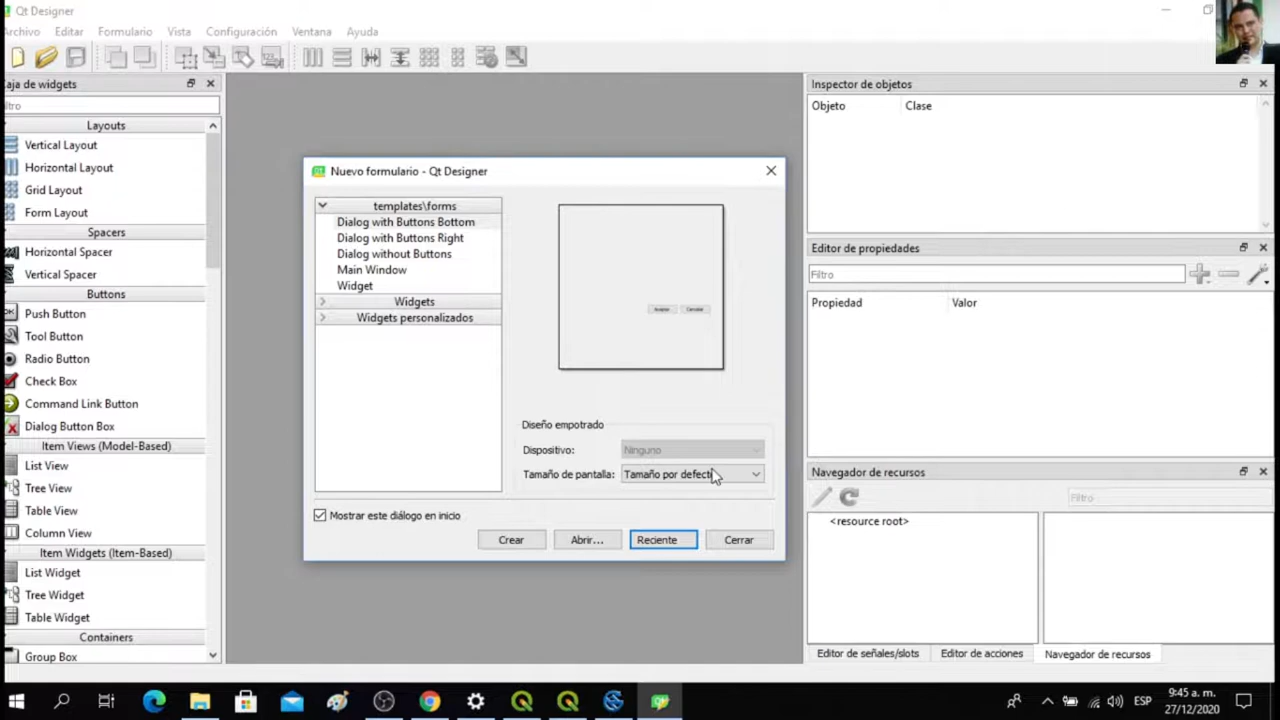 Qt Designer
Archivo Editar Formulario Vista Configuración Ventana Ayuda
aja de widgets
iltro
Layouts
Vertical Layout
Horizontal Layout
Grid Layout
Form Layout
Spacers
Horizontal Spacer
Vertical Spacer
Buttons
Push Button
Tool Button
Radio Button
Check Box
Command Link Button
Dialog Button Box
Item Views (Model-Based)
List View
Tree View
Table View
Column View
Item Widgets (Item-Based)
List Widget
Tree Widget
Table Widget
Containers
Group Box
Nuevo formulario - Qt Designer
templates\forms
Dialog with Buttons Bottom
Dialog with Buttons Right
Dialog without Buttons
Main Window
Widget
Widgets
Widgets personalizados
Aceptar Cancelar
Diseño empotrado
Dispositivo: Ninguno
Tamaño de pantalla: Tamaño por defecto
Mostrar este diálogo en inicio
Crear Abrir... Reciente Cerrar
Inspector de objetos
Objeto Clase
Editor de propiedades
Filtro
Propiedad Valor
Navegador de recursos
Filtro
<resource root>
Editor de señales/slots Editor de acciones Navegador de recursos
ESP
9:45 a. m.
27/12/2020